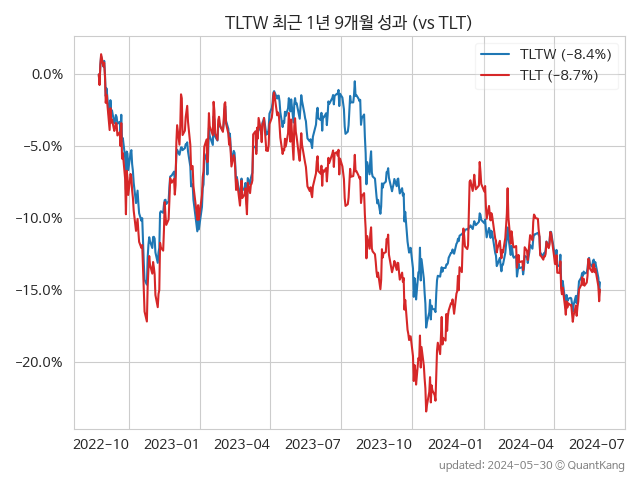 TLTW 최근 1년 9개월 성과 (vs TLT)
TLTW (-8.4%)
TLT (-8.7%)
0.0%
-5.0%
-10.0%
-15.0%
-20.0%
2022-10 2023-01 2023-04 2023-07 2023-10 2024-01 2024-04 2024-07
updated: 2024-05-30 © QuantKang